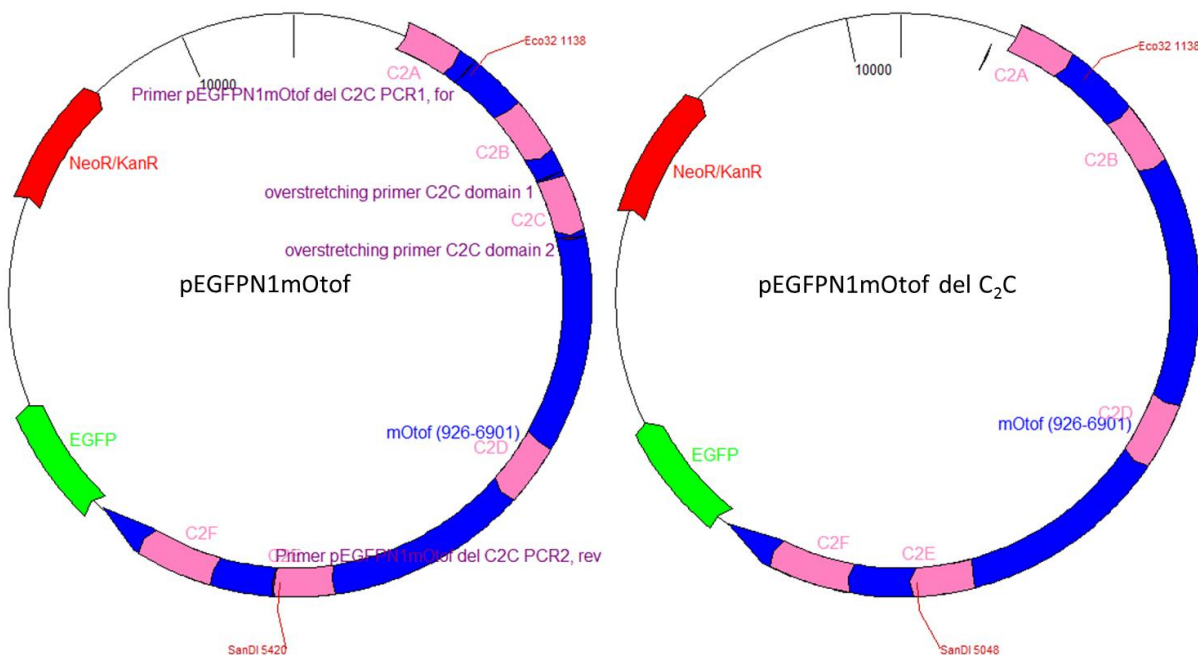 Eco32 1138
C2A
10000
Primer pEGFPN1mOtof del C2C PCR1, for
C2B
NeoR/KanR
overstretching primer C2C domain 1
C2C
overstretching primer C2C domain 2
pEGFPN1mOtof
mOtof (926-6901)
C2D
EGFP
C2F
C2E
Primer pEGFPN1mOtof del C2C PCR2, rev
SanDI 5420
Eco32 1138
10000
C2A
C2B
NeoR/KanR
pEGFPN1mOtof del C₂C
C2D
mOtof (926-6901)
EGFP
C2F
C2E
SanDI 5048